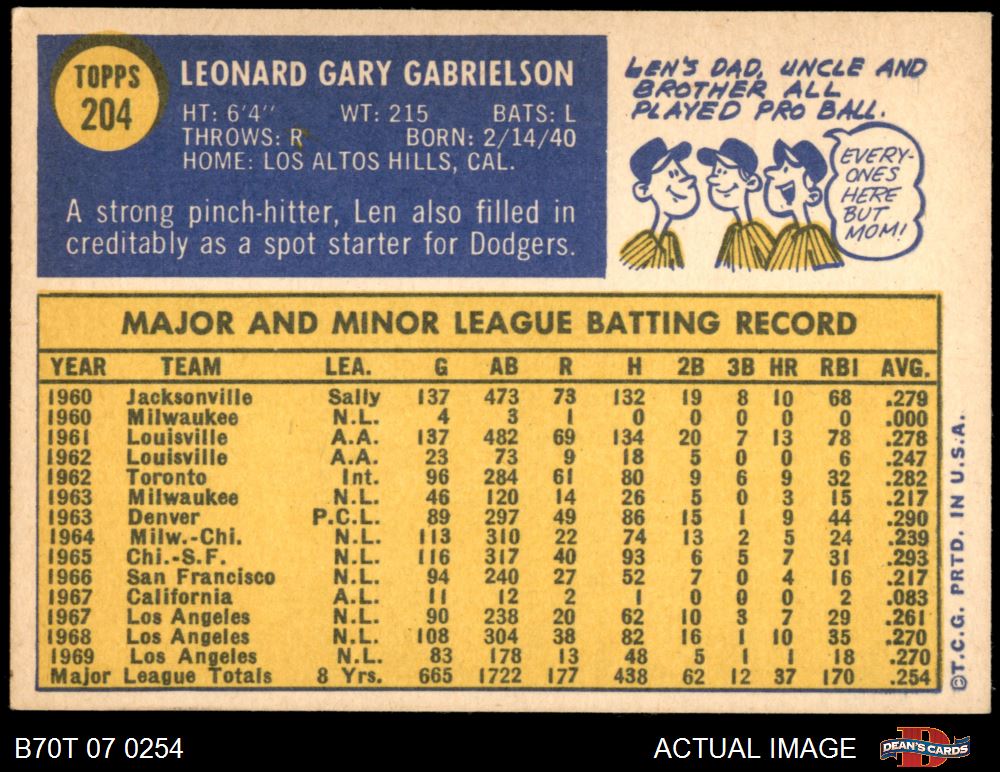 TOPPS
204
LEONARD GARY GABRIELSON
HT: 6'4" WT: 215 BATS: L
THROWS: R BORN: 2/14/40
HOME: LOS ALTOS HILLS, CAL.
A strong pinch-hitter, Len also filled in
creditably as a spot starter for Dodgers.
LEN'S DAD, UNCLE AND
BROTHER ALL
PLAYED PRO BALL.
EVERY-
ONES
HERE
BUT
MOM!
MAJOR AND MINOR LEAGUE BATTING RECORD
YEAR TEAM LEA. G AB R H 2B 3B HR RBI AVG.
1960 Jacksonville Sally 137 473 73 132 19 8 10 68 .279
1960 Milwaukee N.L. 4 3 1 0 0 0 0 0 .000
1961 Louisville A.A. 137 482 69 134 20 7 13 78 .278
1962 Louisville A.A. 23 73 9 18 5 0 0 6 .247
1962 Toronto Int. 96 284 61 80 9 6 9 32 .282
1963 Milwaukee N.L. 46 120 14 26 5 0 3 15 .217
1963 Denver P.C.L. 89 297 49 86 15 1 9 44 .290
1964 Milw.-Chi. N.L. 113 310 22 74 13 2 5 24 .239
1965 Chi.-S.F. N.L. 116 317 40 93 6 5 7 31 .293
1966 San Francisco N.L. 94 240 27 52 7 0 4 16 .217
1967 California A.L. 11 12 2 1 0 0 0 2 .083
1967 Los Angeles N.L. 90 238 20 62 10 3 7 29 .261
1968 Los Angeles N.L. 108 304 38 82 16 1 10 35 .270
1969 Los Angeles N.L. 83 178 13 48 5 1 1 18 .270
Major League Totals 8 Yrs. 665 1722 177 438 62 12 37 170 .254
©T.C.G. PRTD. IN U.S.A.
B70T 07 0254
ACTUAL IMAGE
DEAN'S CARDS